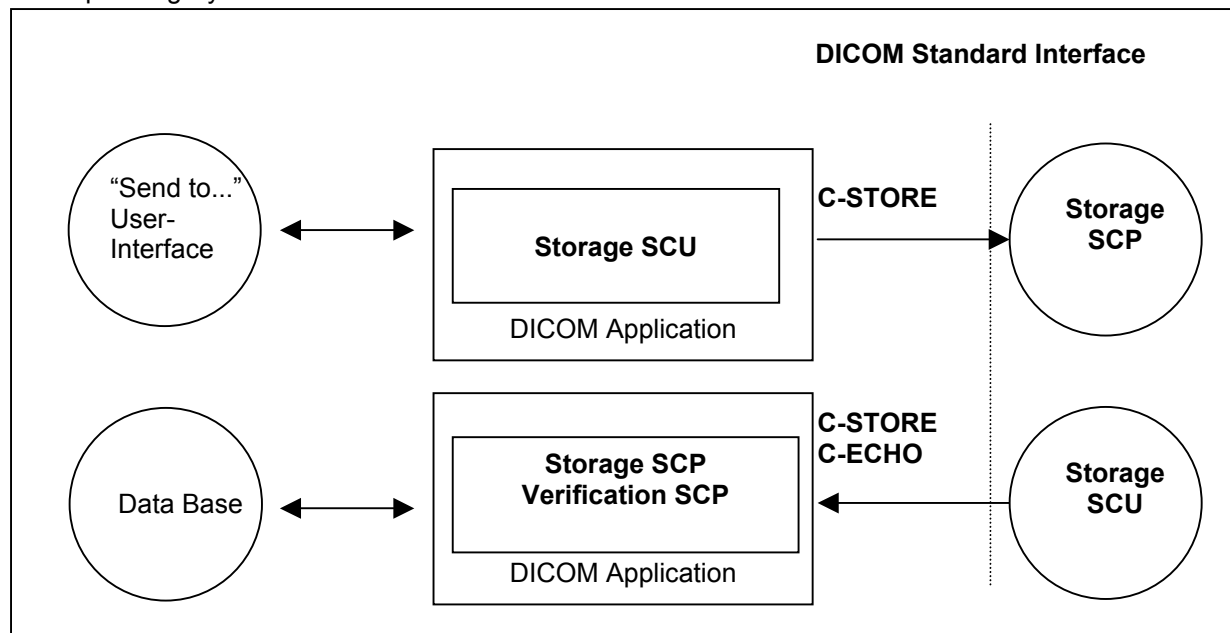 DICOM Standard Interface
“Send to...”
User-
Interface
Storage SCU
DICOM Application
C-STORE
Storage
SCP
Data Base
Storage SCP
Verification SCP
DICOM Application
C-STORE
C-ECHO
Storage
SCU